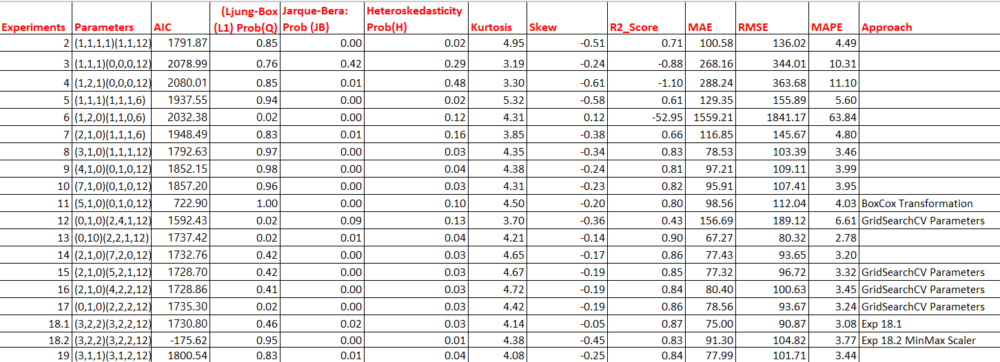 (Ljung-Box Jarque-Bera: Heteroskedasticity
Experiments Parameters AIC (L1) Prob(Q) Prob (JB) Prob(H) Kurtosis Skew R2_Score MAE RMSE MAPE Approach
2 (1,1,1,1)(1,1,12) 1791.87 0.85 0.00 0.02 4.95 -0.51 0.71 100.58 136.02 4.49
3 (1,1,1)(0,0,0,12) 2078.99 0.76 0.42 0.29 3.19 -0.24 -0.88 268.16 344.01 10.31
4 (1,2,1)(0,0,0,12) 2080.01 0.85 0.01 0.48 3.30 -0.61 -1.10 288.24 363.68 11.10
5 (1,1,1)(1,1,1,6) 1937.55 0.94 0.00 0.02 5.32 -0.58 0.61 129.35 155.89 5.60
6 (1,2,0)(1,1,0,6) 2032.38 0.02 0.00 0.12 4.31 0.12 -52.95 1559.21 1841.17 63.84
7 (2,1,0)(1,1,1,6) 1948.49 0.83 0.01 0.16 3.85 -0.38 0.66 116.85 145.67 4.80
8 (3,1,0)(1,1,1,12) 1792.63 0.97 0.00 0.03 4.35 -0.34 0.83 78.53 103.39 3.46
9 (4,1,0)(0,1,0,12) 1852.15 0.98 0.00 0.04 4.38 -0.24 0.81 97.21 109.11 3.99
10 (7,1,0)(0,1,0,12) 1857.20 0.96 0.00 0.03 4.31 -0.23 0.82 95.91 107.41 3.95
11 (5,1,0)(0,1,0,12) 722.90 1.00 0.00 0.10 4.50 -0.20 0.80 98.56 112.04 4.03 BoxCox Transformation
12 (0,1,0)(2,4,1,12) 1592.43 0.02 0.09 0.13 3.70 -0.36 0.43 156.69 189.12 6.61 GridSearchCV Parameters
13 (0,10)(2,2,1,12) 1737.42 0.02 0.01 0.04 4.21 -0.14 0.90 67.27 80.32 2.78
14 (2,1,0)(7,2,0,12) 1732.76 0.42 0.00 0.03 4.65 -0.17 0.86 77.43 93.65 3.20
15 (2,1,0)(5,2,1,12) 1728.70 0.42 0.00 0.03 4.67 -0.19 0.85 77.32 96.72 3.32 GridSearchCV Parameters
16 (2,1,0)(4,2,2,12) 1728.86 0.41 0.00 0.03 4.72 -0.19 0.84 80.40 100.63 3.45 GridSearchCV Parameters
17 (0,1,0)(2,2,2,12) 1735.30 0.02 0.00 0.03 4.42 -0.19 0.86 78.56 93.67 3.24 GridSearchCV Parameters
18.1 (3,2,2)(3,2,2,12) 1730.80 0.46 0.02 0.03 4.14 -0.05 0.87 75.00 90.87 3.08 Exp 18.1
18.2 (3,2,2)(3,2,2,12) -175.62 0.95 0.00 0.01 4.38 -0.45 0.83 91.30 104.82 3.77 Exp 18.2 MinMax Scaler
19 (3,1,1)(3,1,2,12) 1800.54 0.83 0.01 0.04 4.08 -0.25 0.84 77.99 101.71 3.44